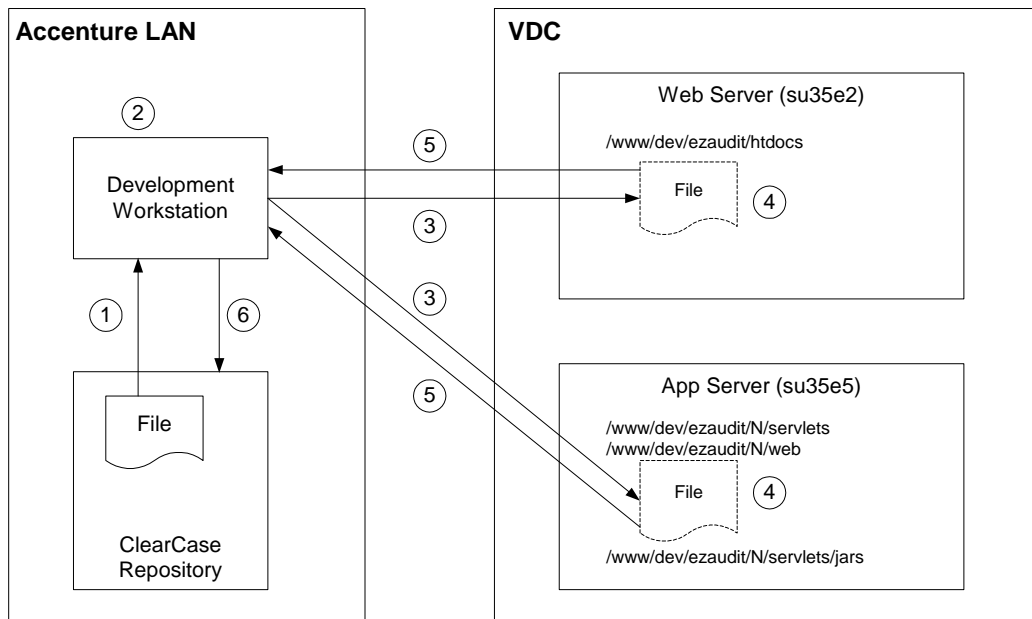 Accenture LAN
2
Development
Workstation
1
6
File
ClearCase
Repository
5
3
3
5
VDC
Web Server (su35e2)
/www/dev/ezaudit/htdocs
File
4
App Server (su35e5)
/www/dev/ezaudit/N/servlets
/www/dev/ezaudit/N/web
File
4
/www/dev/ezaudit/N/servlets/jars